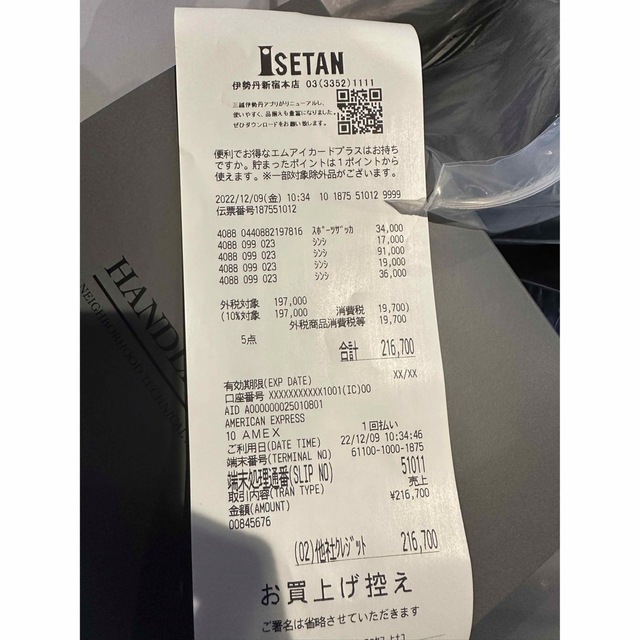 ISETAN
伊勢丹新宿本店 03(3352)1111
三越伊勢丹アプリがリニューアルし、
使いやすく、品揃えも豊富になりました。
ぜひダウンロードをお願い致します。
便利でお得なエムアイカードプラスはお持ち
ですか。貯まったポイントは1ポイントから
使えます。※一部対象除外品がございます。
2022/12/09(金) 10:34 10 1875 51012 9999
伝票番号187551012
4088 0440882197816 ｽﾎﾟｰﾂｻﾞｯｶ 34,000
4088 099 023 ｼﾝｼ 17,000
4088 099 023 ｼﾝｼ 91,000
4088 099 023 ｼﾝｼ 19,000
4088 099 023 ｼﾝｼ 36,000
外税対象 197,000
(10%対象 197,000 消費税 19,700)
外税商品消費税等 19,700
5点
合計 216,700
有効期限(EXP DATE) XX/XX
口座番号 XXXXXXXXXXX1001(IC)00
AID A000000025010801
AMERICAN EXPRESS
10 AMEX 1回払い
ご利用日(DATE TIME) 22/12/09 10:34:46
端末番号(TERMINAL NO) 61100-1000-1875
端末処理通番(SLIP NO) 51011
取引内容(TRAN TYPE) 売上
金額(AMOUNT) ¥216,700
00845676
(02)他社ｸﾚｼﾞｯﾄ 216,700
お買上げ控え
ご署名は省略させていただきます
NEIGHBORHOOD